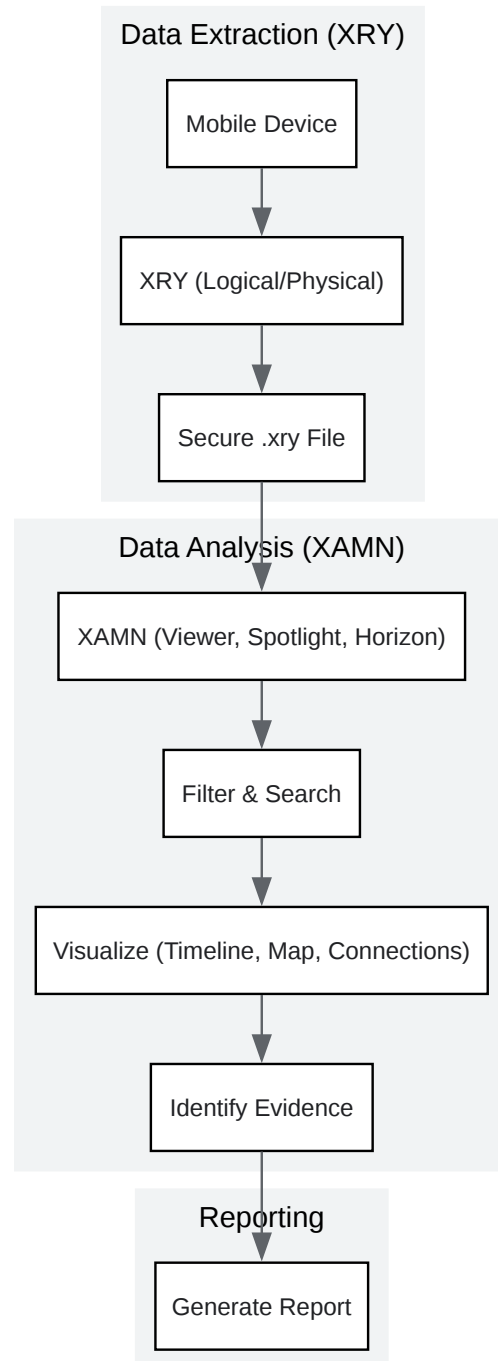 Data Extraction (XRY)
Mobile Device
XRY (Logical/Physical)
Secure .xry File
Data Analysis (XAMN)
XAMN (Viewer, Spotlight, Horizon)
Filter & Search
Visualize (Timeline, Map, Connections)
Identify Evidence
Reporting
Generate Report